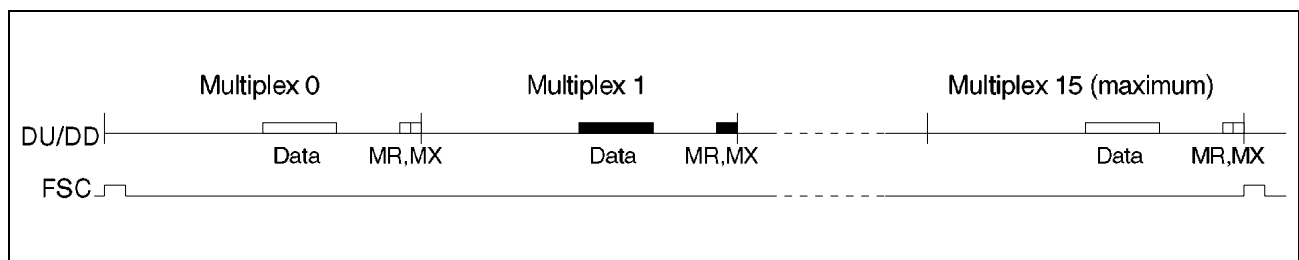 Multiplex 0 Multiplex 1 Multiplex 15 (maximum)
DU/DD
Data MR,MX Data MR,MX Data MR,MX
FSC